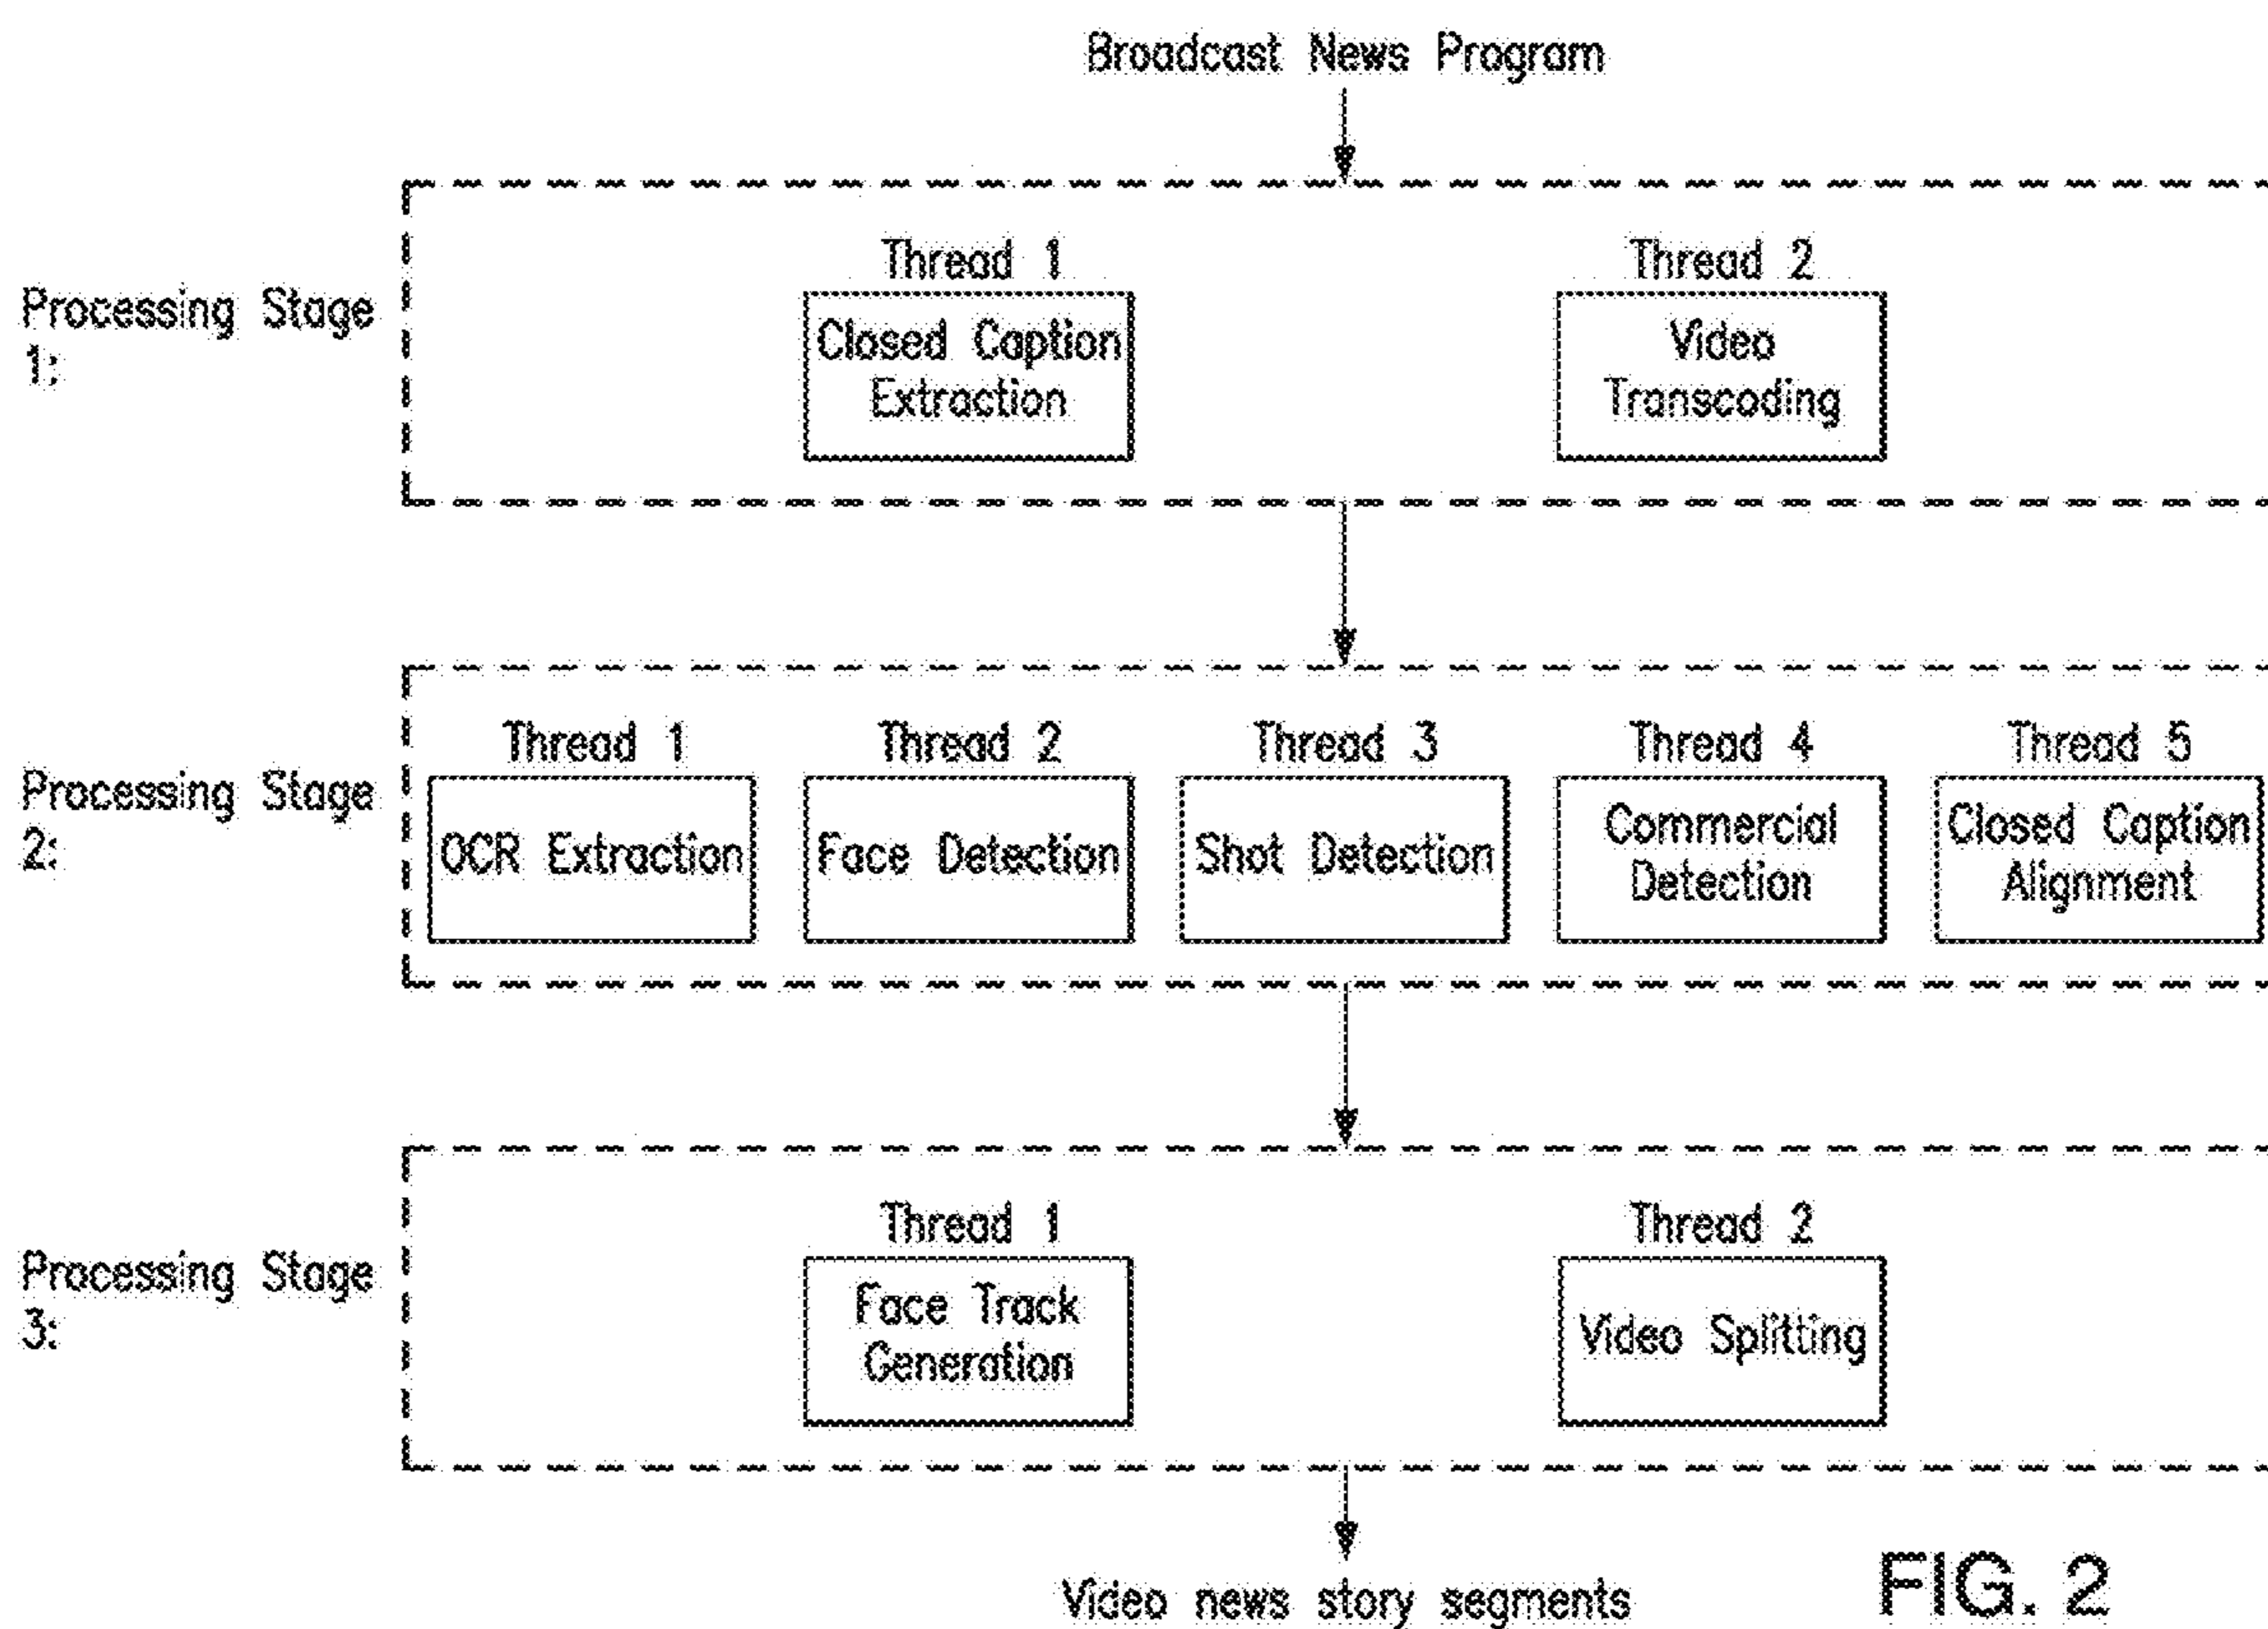 Broadcast News Program
Processing Stage
1:
Thread 1
Closed Caption
Extraction
Thread 2
Video
Transcoding
Processing Stage
2:
Thread 1
OCR Extraction
Thread 2
Face Detection
Thread 3
Shot Detection
Thread 4
Commercial
Detection
Thread 5
Closed Caption
Alignment
Processing Stage
3:
Thread 1
Face Track
Generation
Thread 2
Video Splitting
Video news story segments
FIG. 2